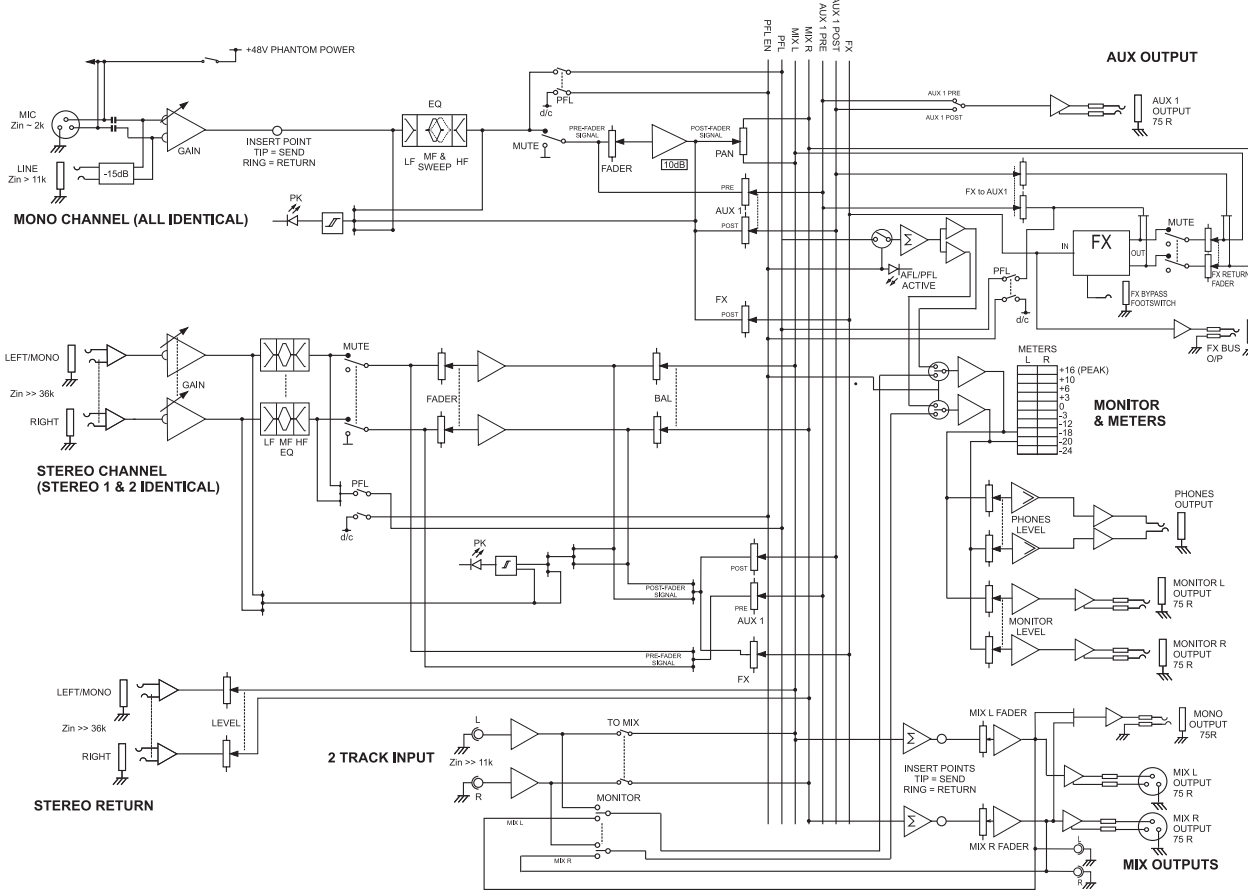 PFL EN
PFL
MIX L
MIX R
AUX 1 PRE
AUX 1 POST
FX
+48V PHANTOM POWER
MIC
Zin ~ 2k
GAIN
LINE
Zin > 11k
-15dB
INSERT POINT
TIP = SEND
RING = RETURN
EQ
LF
MF &
SWEEP
HF
PFL
d/c
MUTE
PRE-FADER
SIGNAL
FADER
10dB
POST-FADER
SIGNAL
PAN
MONO CHANNEL (ALL IDENTICAL)
PK
PRE
AUX 1
POST
FX
POST
AUX OUTPUT
AUX 1 PRE
AUX 1 POST
AUX 1
OUTPUT
75 R
FX to AUX1
MUTE
IN
FX
OUT
FX RETURN
FADER
AFL/PFL
ACTIVE
PFL
d/c
FX BYPASS
FOOTSWITCH
FX BUS
O/P
LEFT/MONO
Zin >> 36k
RIGHT
GAIN
LF MF HF
EQ
MUTE
FADER
BAL
STEREO CHANNEL
(STEREO 1 & 2 IDENTICAL)
PFL
d/c
PK
POST-FADER
SIGNAL
POST
PRE
AUX 1
PRE-FADER
SIGNAL
FX
METERS
L R
+16 (PEAK)
+10
+6
+3
0
-3
-12
-18
-20
-24
MONITOR
& METERS
PHONES
LEVEL
PHONES
OUTPUT
MONITOR
LEVEL
MONITOR L
OUTPUT
75 R
MONITOR R
OUTPUT
75 R
LEFT/MONO
Zin >> 36k
RIGHT
LEVEL
STEREO RETURN
2 TRACK INPUT
L
Zin >> 11k
R
TO MIX
MONITOR
MIX L
MIX R
INSERT POINTS
TIP = SEND
RING = RETURN
MIX L FADER
MIX R FADER
MONO
OUTPUT
75R
MIX L
OUTPUT
75 R
MIX R
OUTPUT
75 R
L
R
MIX OUTPUTS